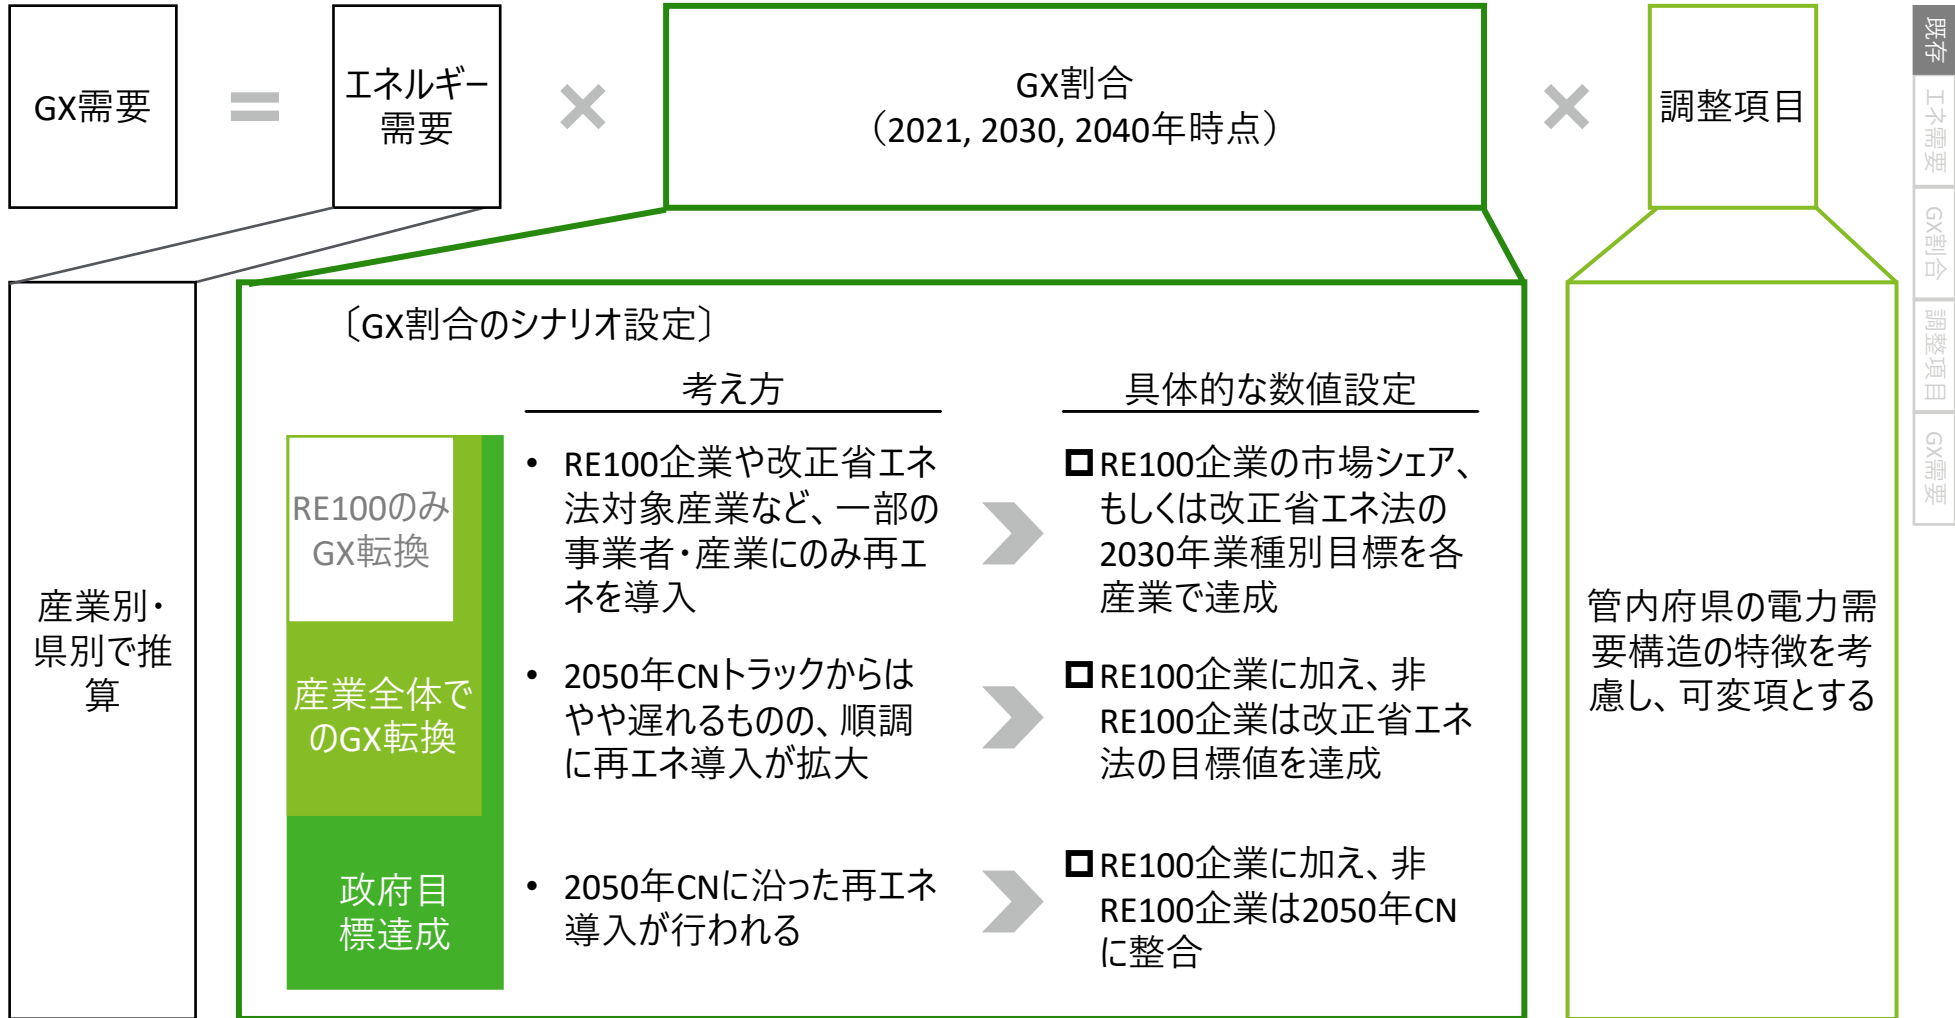 GX需要
エネルギー
需要
GX割合
（2021, 2030, 2040年時点）
調整項目
既存
エネ需要
GX割合
調整項目
GX需要
産業別・
県別で推
算
〔GX割合のシナリオ設定〕
考え方
具体的な数値設定
RE100のみ
GX転換
• RE100企業や改正省エネ
法対象産業など、一部の
事業者・産業にのみ再エ
ネを導入
RE100企業の市場シェア、
もしくは改正省エネ法の
2030年業種別目標を各
産業で達成
産業全体で
のGX転換
• 2050年CNトラックからは
やや遅れるものの、順調
に再エネ導入が拡大
RE100企業に加え、非
RE100企業は改正省エネ
法の目標値を達成
政府目
標達成
• 2050年CNに沿った再エネ
導入が行われる
RE100企業に加え、非
RE100企業は2050年CN
に整合
管内府県の電力需
要構造の特徴を考
慮し、可変項とする